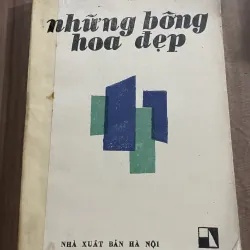 những bông
hoa đẹp
NHÀ XUẤT BẢN HÀ NỘI